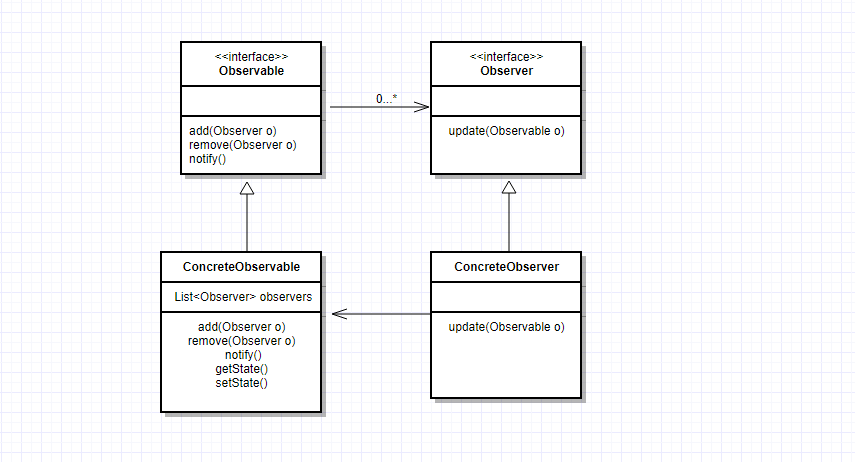 <<interface>>
Observable
add(Observer o)
remove(Observer o)
notify()
0...*
<<interface>>
Observer
update(Observable o)
ConcreteObservable
List<Observer> observers
add(Observer o)
remove(Observer o)
notify()
getState()
setState()
ConcreteObserver
update(Observable o)